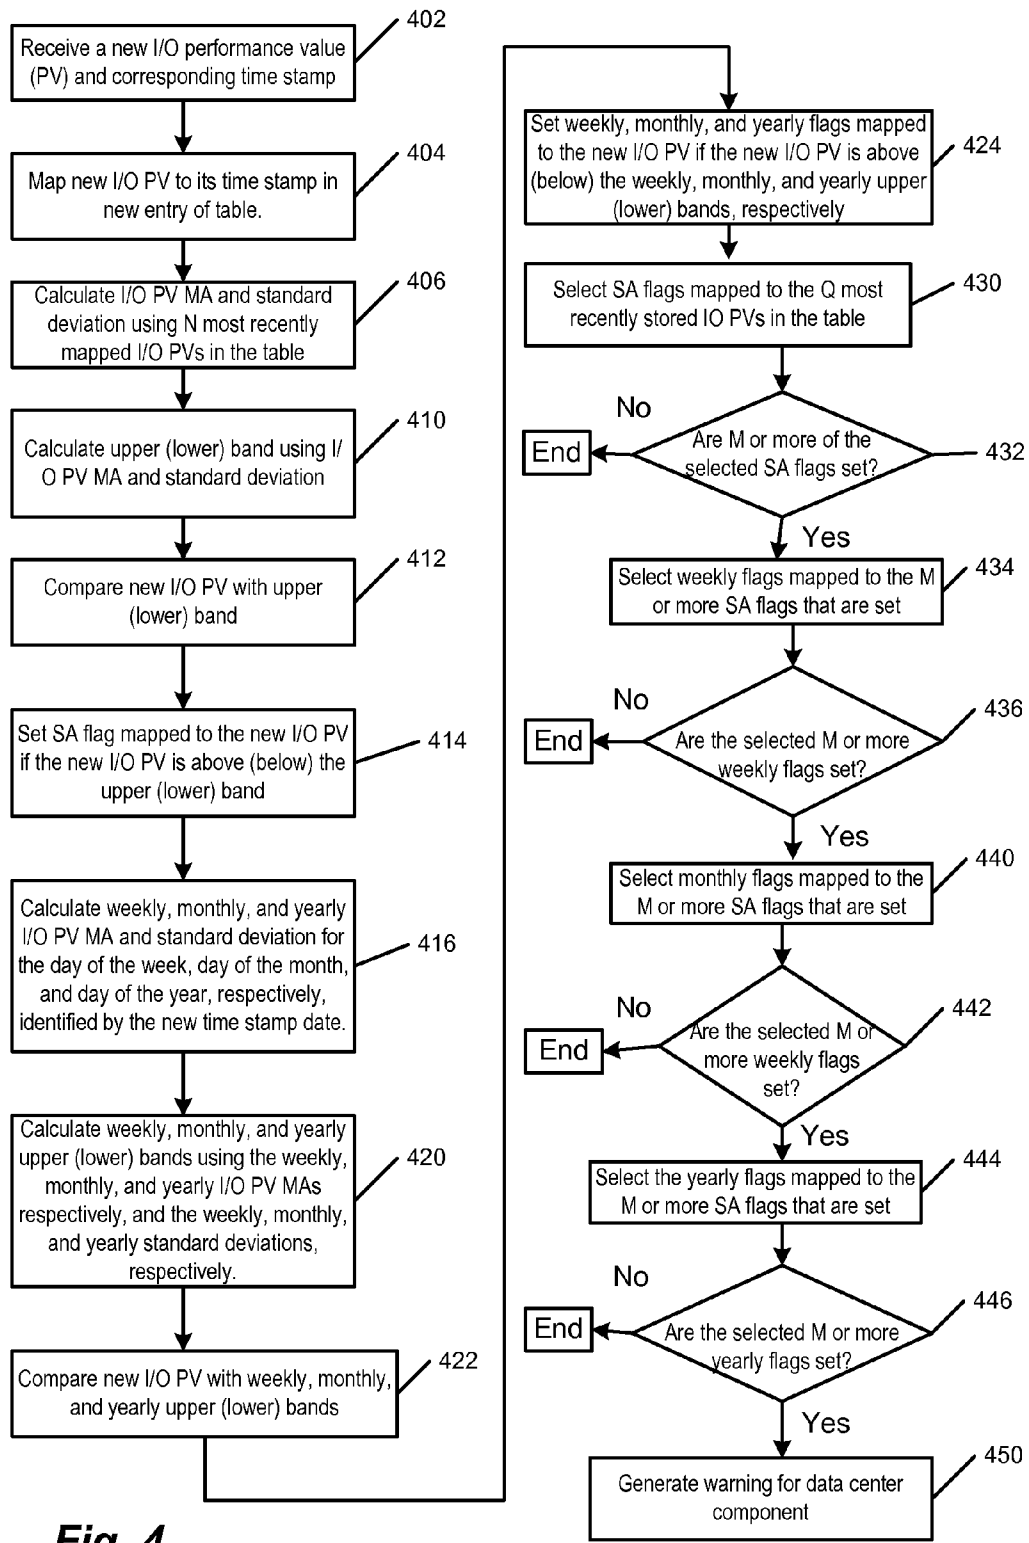 402
Receive a new I/O performance value
(PV) and corresponding time stamp
404
Map new I/O PV to its time stamp in
new entry of table.
406
Calculate I/O PV MA and standard
deviation using N most recently
mapped I/O PVs in the table
410
Calculate upper (lower) band using I/
O PV MA and standard deviation
412
Compare new I/O PV with upper
(lower) band
414
Set SA flag mapped to the new I/O PV
if the new I/O PV is above (below) the
upper (lower) band
416
Calculate weekly, monthly, and yearly
I/O PV MA and standard deviation for
the day of the week, day of the month,
and day of the year, respectively,
identified by the new time stamp date.
420
Calculate weekly, monthly, and yearly
upper (lower) bands using the weekly,
monthly, and yearly I/O PV MAs
respectively, and the weekly, monthly,
and yearly standard deviations,
respectively.
422
Compare new I/O PV with weekly, monthly,
and yearly upper (lower) bands
424
Set weekly, monthly, and yearly flags mapped
to the new I/O PV if the new I/O PV is above
(below) the weekly, monthly, and yearly upper
(lower) bands, respectively
430
Select SA flags mapped to the Q most
recently stored IO PVs in the table
No
End
Are M or more of the
selected SA flags set?
432
Yes
434
Select weekly flags mapped to the M
or more SA flags that are set
No
End
Are the selected M or more
weekly flags set?
436
Yes
440
Select monthly flags mapped to the
M or more SA flags that are set
No
End
Are the selected M or
more weekly flags
set?
442
Yes
444
Select the yearly flags mapped to the
M or more SA flags that are set
No
End
Are the selected M or more
yearly flags set?
446
Yes
450
Generate warning for data center
component
Fig. 4